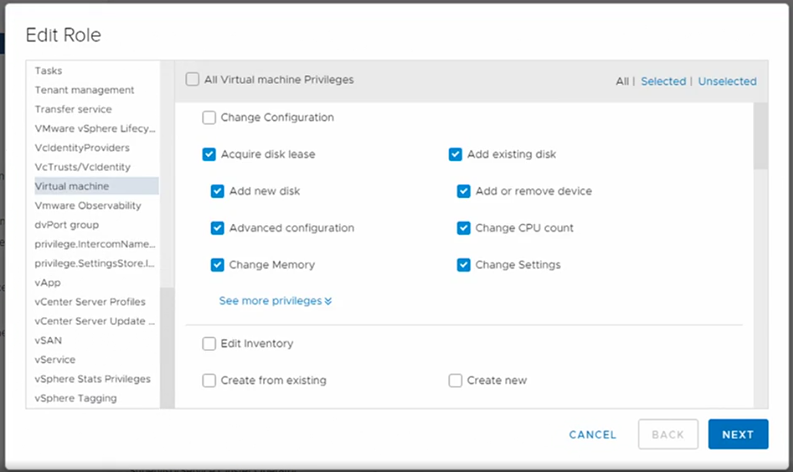 Edit Role
Tasks
Tenant management
Transfer service
VMware vSphere Lifecy...
VcIdentityProviders
VcTrusts/VcIdentity
Virtual machine
Vmware Observability
dvPort group
privilege.IntercomName...
privilege.SettingsStore.I...
vApp
vCenter Server Profiles
vCenter Server Update ...
vSAN
vService
vSphere Stats Privileges
vSphere Tagging
All Virtual machine Privileges
All | Selected | Unselected
Change Configuration
Acquire disk lease
Add existing disk
Add new disk
Add or remove device
Advanced configuration
Change CPU count
Change Memory
Change Settings
See more privileges
Edit Inventory
Create from existing
Create new
CANCEL
BACK
NEXT